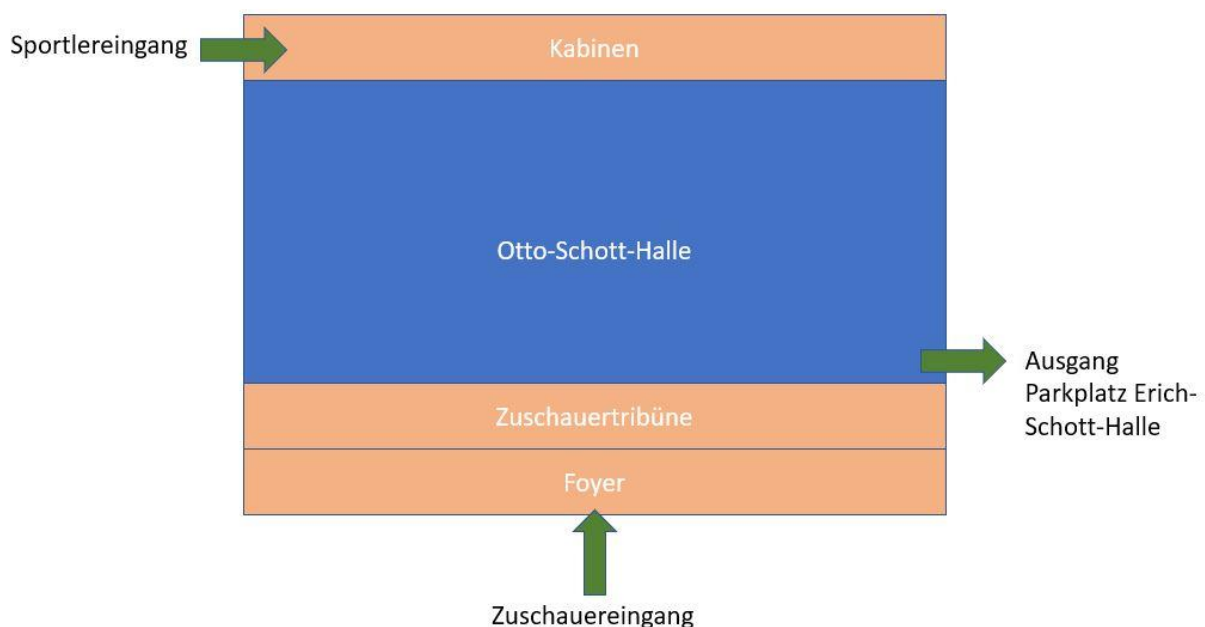 Sportlereingang
Kabinen
Otto-Schott-Halle
Ausgang
Parkplatz Erich-
Schott-Halle
Zuschauertribüne
Foyer
Zuschauereingang